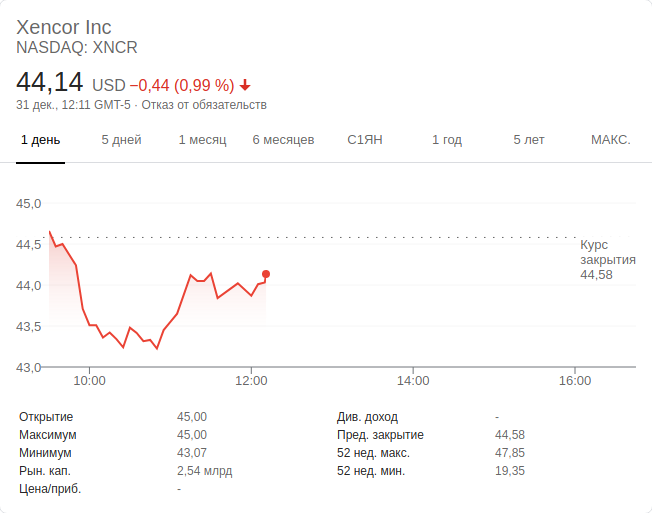 Xencor Inc
NASDAQ: XNCR
44,14 USD −0,44 (0,99 %)
31 дек., 12:11 GMT-5 · Отказ от обязательств
1 день 5 дней 1 месяц 6 месяцев С1ЯН 1 год 5 лет МАКС.
45,0
44,5
44,0
43,5
43,0
Курс
закрытия
44,58
10:00 12:00 14:00 16:00
Открытие 45,00 Див. доход -
Максимум 45,00 Пред. закрытие 44,58
Минимум 43,07 52 нед. макс. 47,85
Рын. кап. 2,54 млрд 52 нед. мин. 19,35
Цена/приб. -